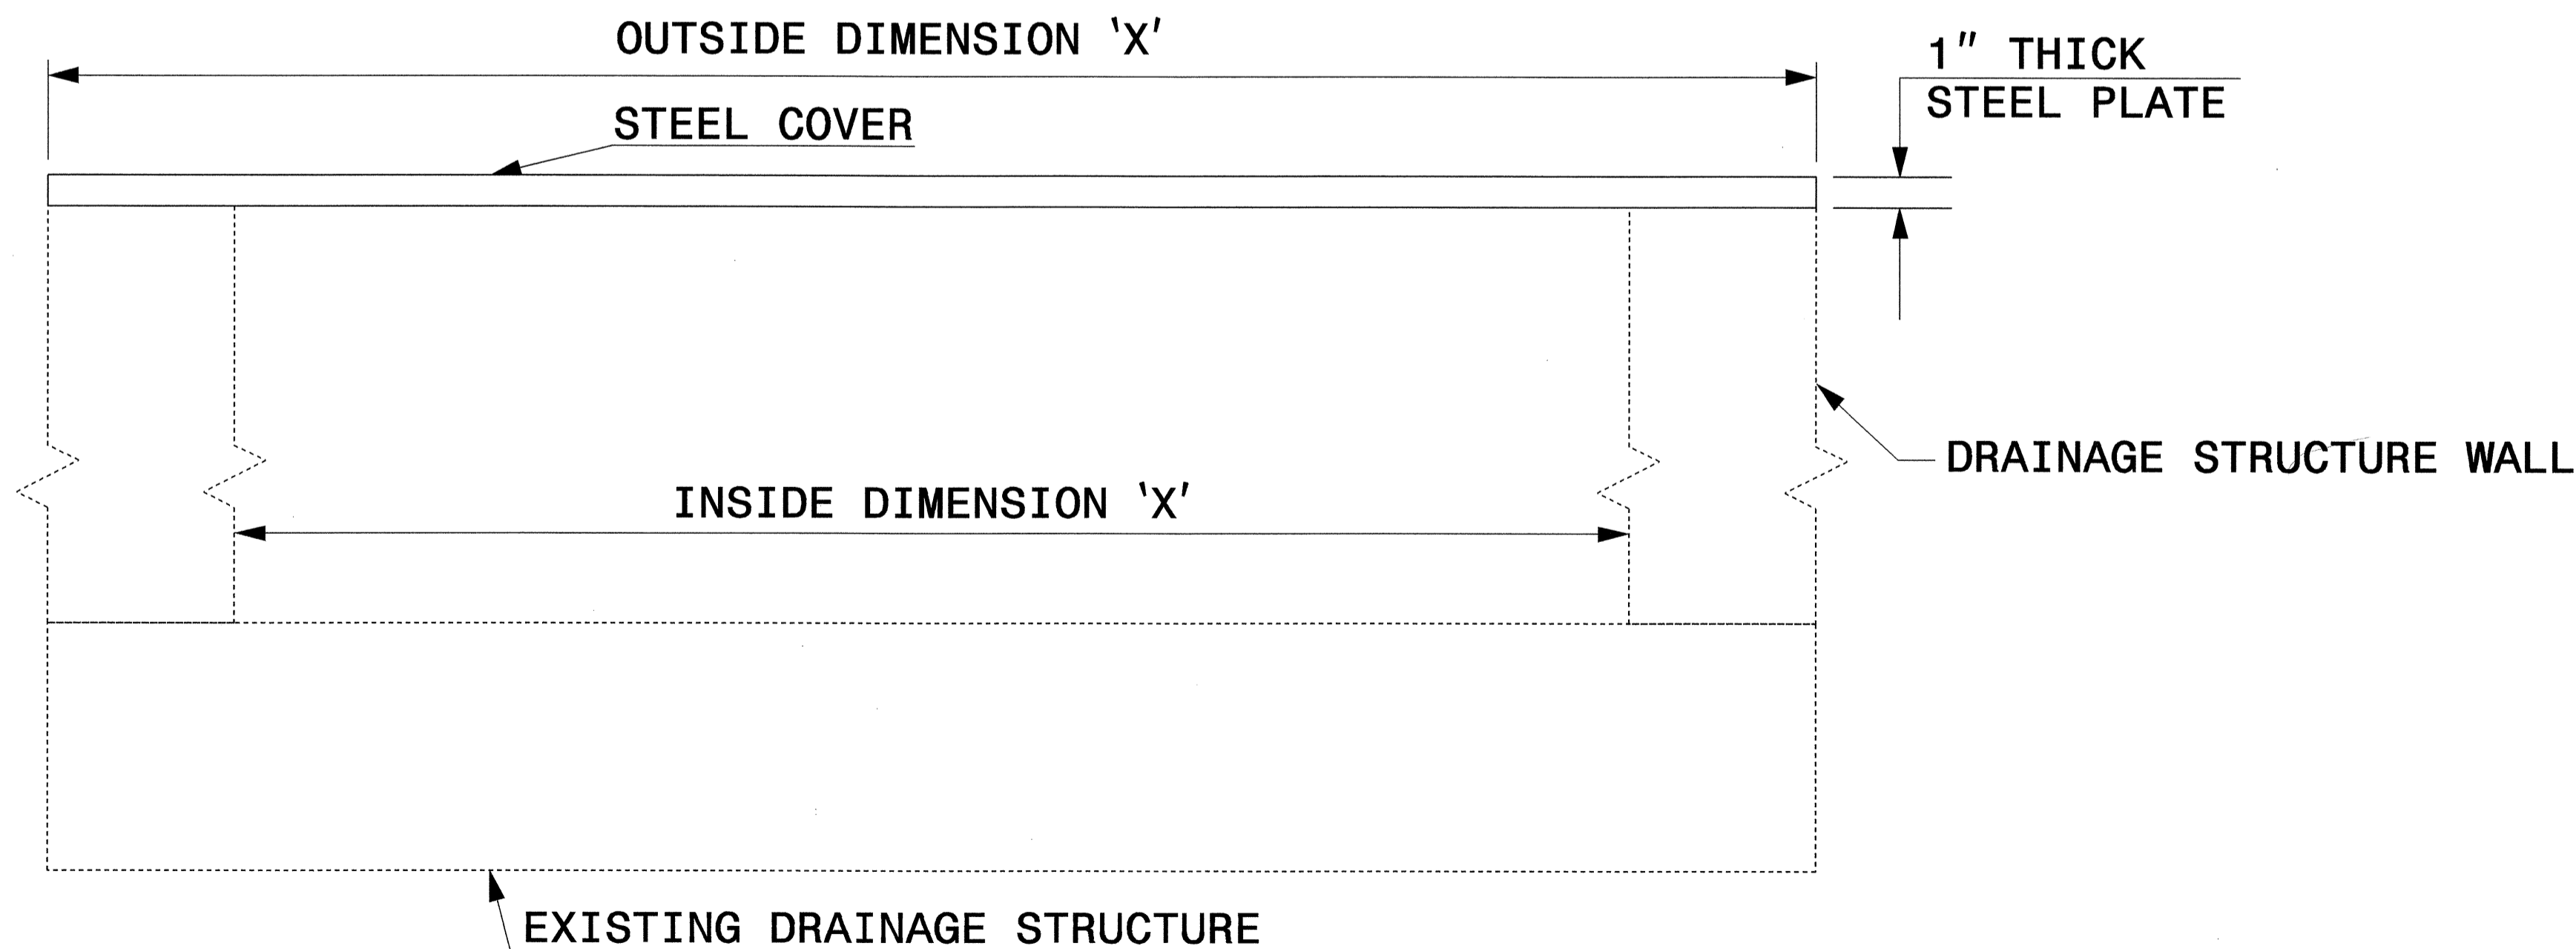 OUTSIDE DIMENSION 'X'
1" THICK
STEEL PLATE
STEEL COVER
DRAINAGE STRUCTURE WALL
INSIDE DIMENSION 'X'
EXISTING DRAINAGE STRUCTURE